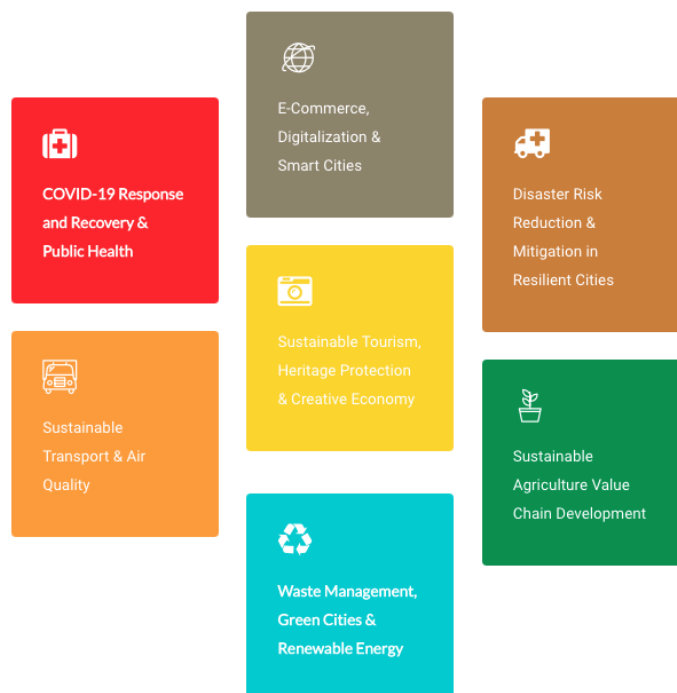 COVID-19 Response
and Recovery &
Public Health
Sustainable
Transport & Air
Quality
E-Commerce,
Digitalization &
Smart Cities
Sustainable Tourism,
Heritage Protection
& Creative Economy
Waste Management,
Green Cities &
Renewable Energy
Disaster Risk
Reduction &
Mitigation in
Resilient Cities
Sustainable
Agriculture Value
Chain Development